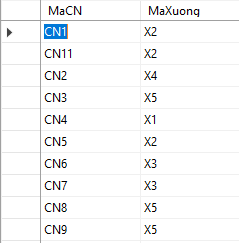 MaCN MaXuong
CN1 X2
CN11 X2
CN2 X4
CN3 X5
CN4 X1
CN5 X2
CN6 X3
CN7 X3
CN8 X5
CN9 X5